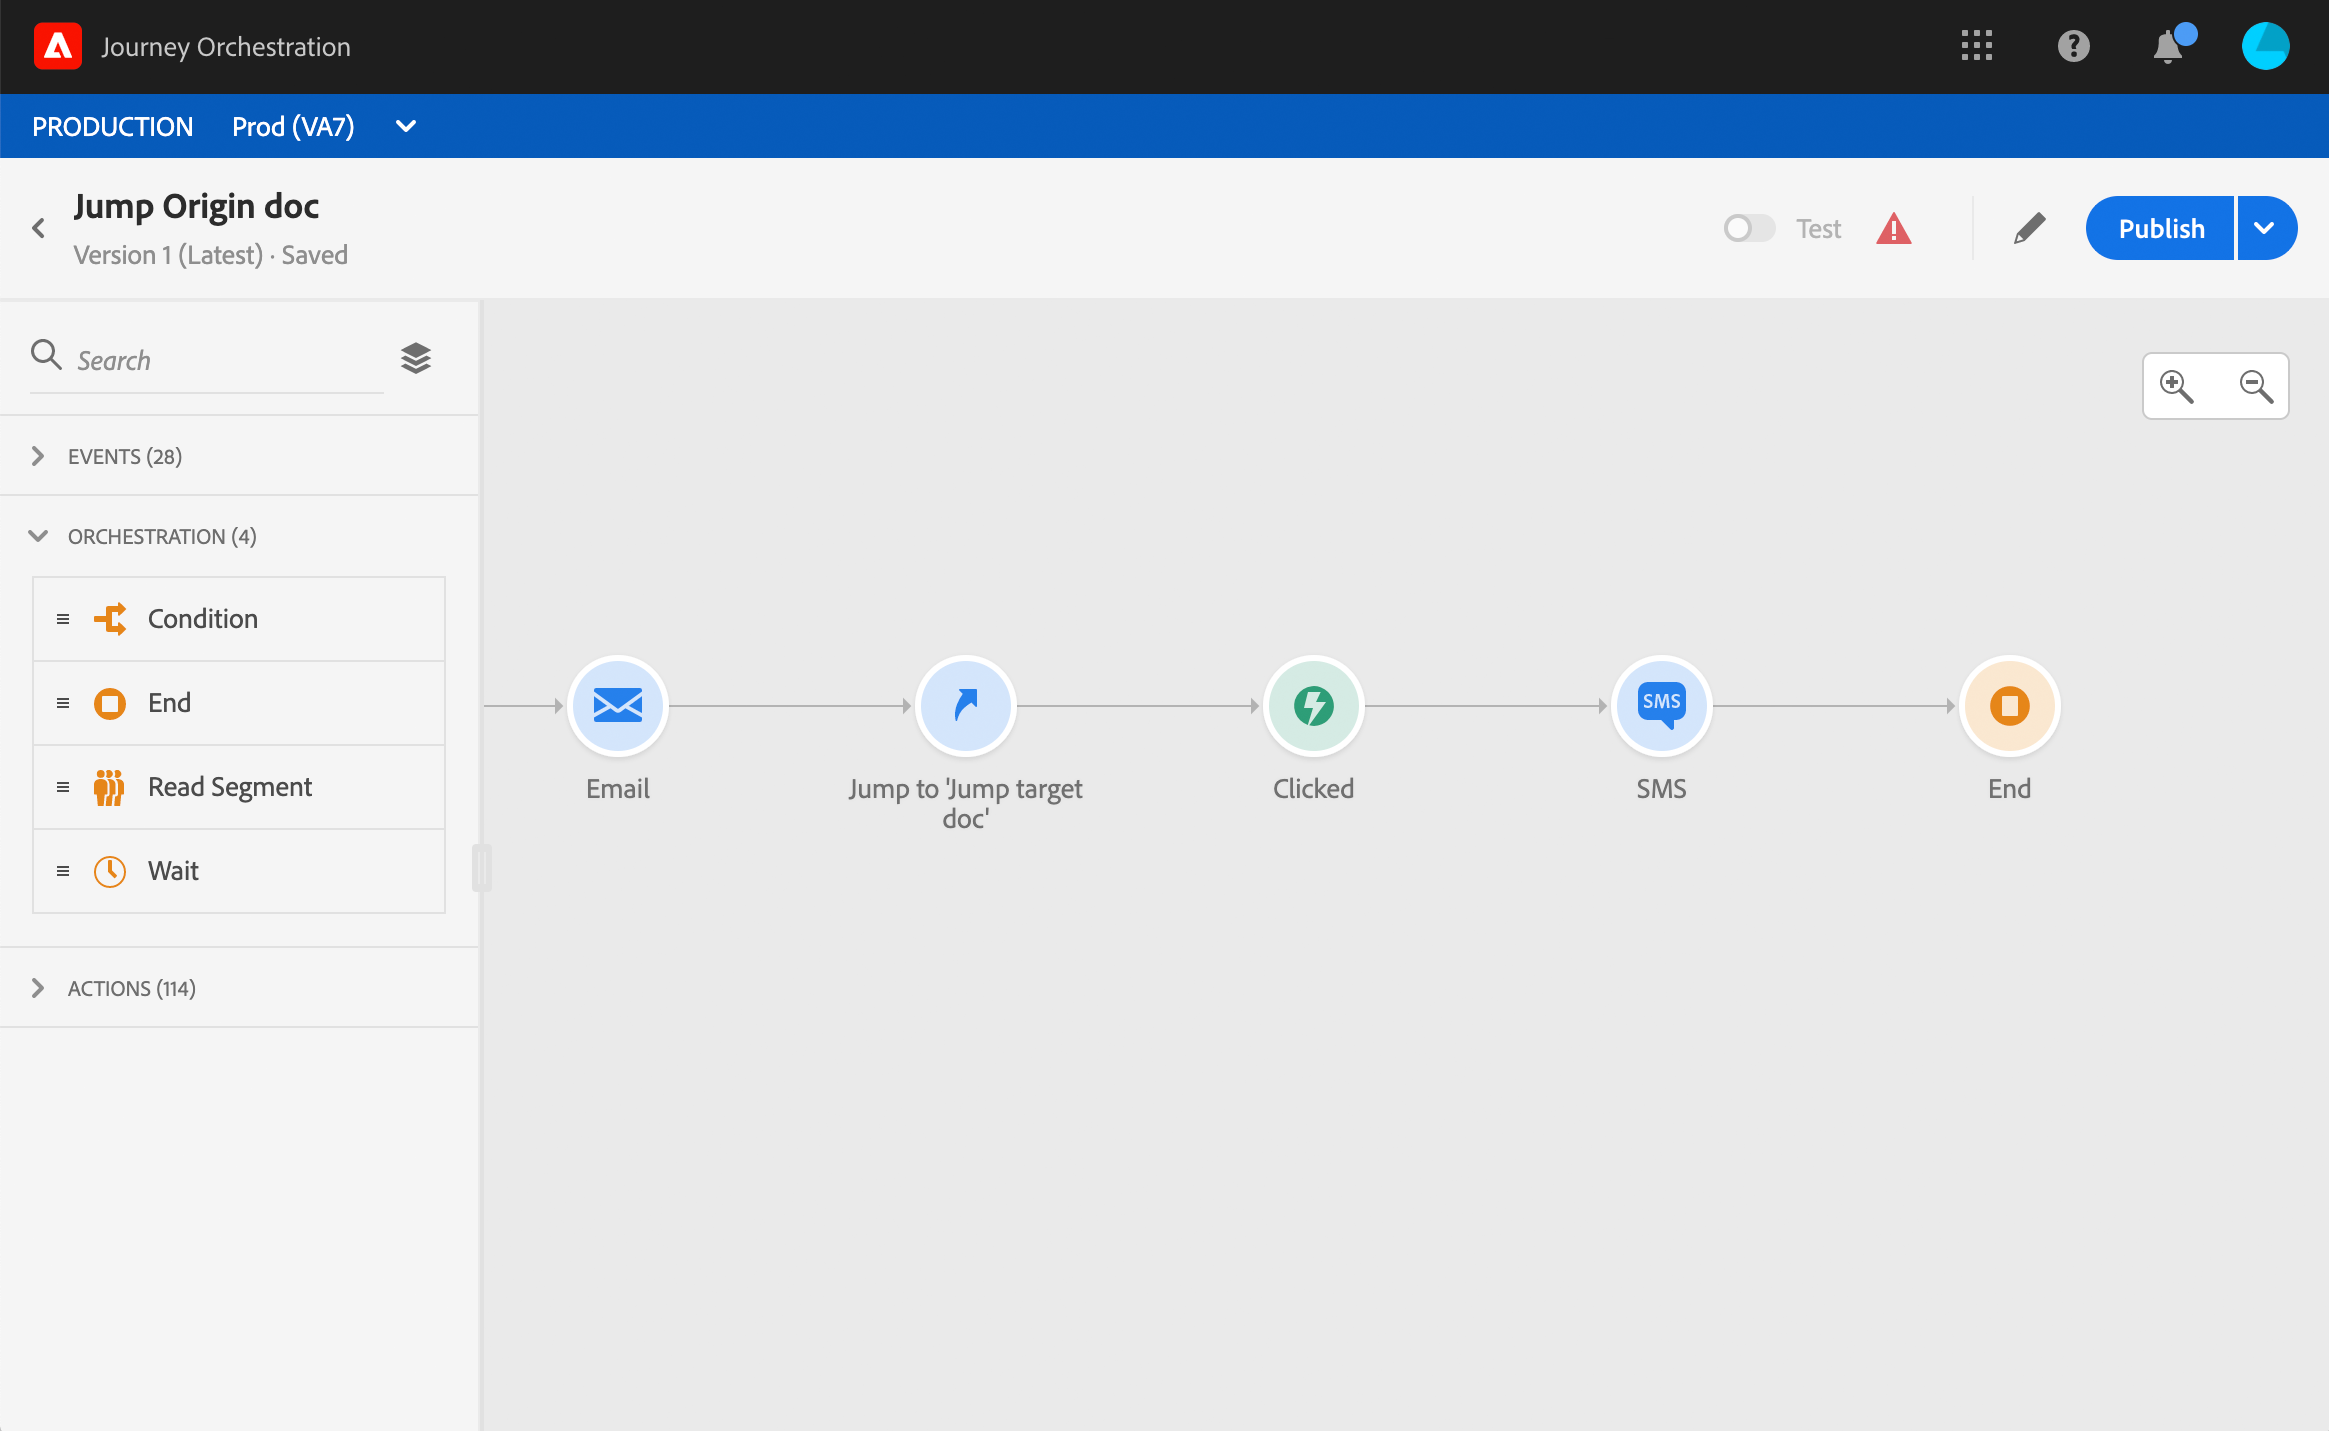 Journey Orchestration
PRODUCTION Prod (VA7)
Jump Origin doc
Version 1 (Latest) · Saved
Test
Publish
Search
EVENTS (28)
ORCHESTRATION (4)
Condition
End
Read Segment
Wait
ACTIONS (114)
SMS
Email
Jump to 'Jump target
doc'
Clicked
SMS
End